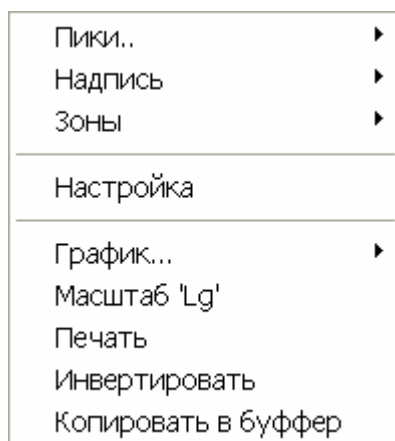 Пики..
Надпись
Зоны
Настройка
График...
Масштаб 'Lg'
Печать
Инвертировать
Копировать в буффер